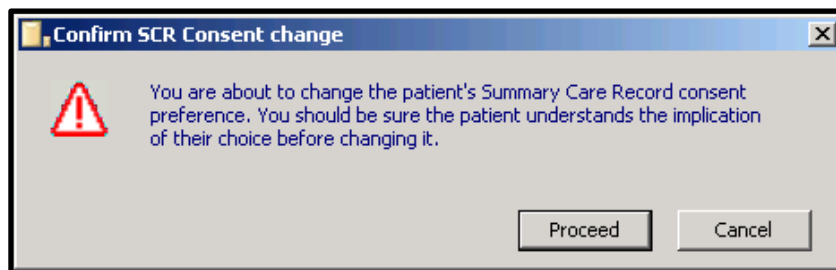 Confirm SCR Consent change
You are about to change the patient's Summary Care Record consent
preference. You should be sure the patient understands the implication
of their choice before changing it.
Proceed
Cancel